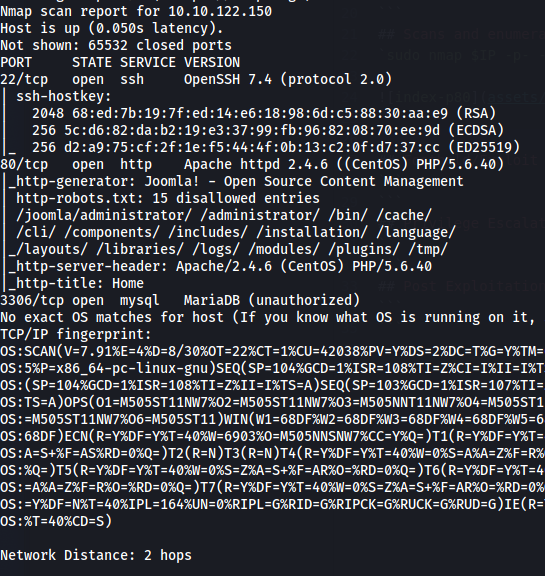 Nmap scan report for 10.10.122.150
Host is up (0.050s latency).
Not shown: 65532 closed ports
PORT     STATE SERVICE VERSION
22/tcp   open  ssh     OpenSSH 7.4 (protocol 2.0)
| ssh-hostkey:
|   2048 68:ed:7b:19:7f:ed:14:e6:18:98:6d:c5:88:30:aa:e9 (RSA)
|   256 5c:d6:82:da:b2:19:e3:37:99:fb:96:82:08:70:ee:9d (ECDSA)
|_  256 d2:a9:75:cf:2f:1e:f5:44:4f:0b:13:c2:0f:d7:37:cc (ED25519)
80/tcp   open  http    Apache httpd 2.4.6 ((CentOS) PHP/5.6.40)
|_http-generator: Joomla! - Open Source Content Management
| http-robots.txt: 15 disallowed entries
| /joomla/administrator/ /administrator/ /bin/ /cache/
| /cli/ /components/ /includes/ /installation/ /language/
|_/layouts/ /libraries/ /logs/ /modules/ /plugins/ /tmp/
|_http-server-header: Apache/2.4.6 (CentOS) PHP/5.6.40
|_http-title: Home
3306/tcp open  mysql   MariaDB (unauthorized)
No exact OS matches for host (If you know what OS is running on it,
TCP/IP fingerprint:
OS:SCAN(V=7.91%E=4%D=8/30%OT=22%CT=1%CU=42038%PV=Y%DS=2%DC=T%G=Y%TM=
OS:5%P=x86_64-pc-linux-gnu)SEQ(SP=104%GCD=1%ISR=108%TI=Z%CI=I%II=I%T
OS:(SP=104%GCD=1%ISR=108%TI=Z%II=I%TS=A)SEQ(SP=103%GCD=1%ISR=107%TI=
OS:TS=A)OPS(O1=M505ST11NW7%O2=M505ST11NW7%O3=M505NNT11NW7%O4=M505ST1
OS:=M505ST11NW7%O6=M505ST11)WIN(W1=68DF%W2=68DF%W3=68DF%W4=68DF%W5=6
OS:68DF)ECN(R=Y%DF=Y%T=40%W=6903%O=M505NNSNW7%CC=Y%Q=)T1(R=Y%DF=Y%T=
OS:A=S+%F=AS%RD=0%Q=)T2(R=N)T3(R=N)T4(R=Y%DF=Y%T=40%W=0%S=A%A=Z%F=R%
OS:%Q=)T5(R=Y%DF=Y%T=40%W=0%S=Z%A=S+%F=AR%O=%RD=0%Q=)T6(R=Y%DF=Y%T=4
OS:=A%A=Z%F=R%O=%RD=0%Q=)T7(R=Y%DF=Y%T=40%W=0%S=Z%A=S+%F=AR%O=%RD=0%
OS:=Y%DF=N%T=40%IPL=164%UN=0%RIPL=G%RID=G%RIPCK=G%RUCK=G%RUD=G)IE(R=
OS:%T=40%CD=S)
Network Distance: 2 hops